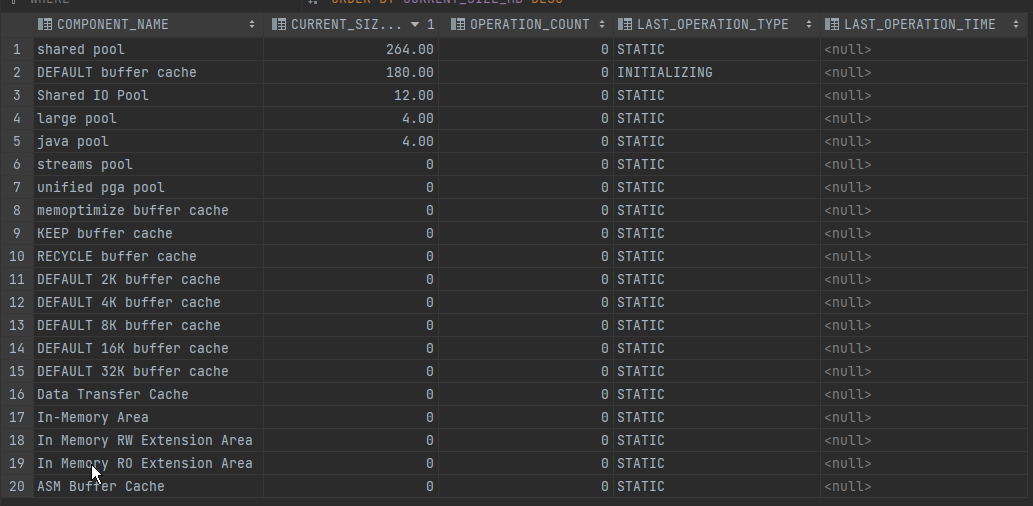 WHERE ORDER BY CURRENT_SIZE_MB DESC
COMPONENT_NAME CURRENT_SIZ... 1 OPERATION_COUNT LAST_OPERATION_TYPE LAST_OPERATION_TIME
1 shared pool 264.00 0 STATIC <null>
2 DEFAULT buffer cache 180.00 0 INITIALIZING <null>
3 Shared IO Pool 12.00 0 STATIC <null>
4 large pool 4.00 0 STATIC <null>
5 java pool 4.00 0 STATIC <null>
6 streams pool 0 0 STATIC <null>
7 unified pga pool 0 0 STATIC <null>
8 memoptimize buffer cache 0 0 STATIC <null>
9 KEEP buffer cache 0 0 STATIC <null>
10 RECYCLE buffer cache 0 0 STATIC <null>
11 DEFAULT 2K buffer cache 0 0 STATIC <null>
12 DEFAULT 4K buffer cache 0 0 STATIC <null>
13 DEFAULT 8K buffer cache 0 0 STATIC <null>
14 DEFAULT 16K buffer cache 0 0 STATIC <null>
15 DEFAULT 32K buffer cache 0 0 STATIC <null>
16 Data Transfer Cache 0 0 STATIC <null>
17 In-Memory Area 0 0 STATIC <null>
18 In Memory RW Extension Area 0 0 STATIC <null>
19 In Memory RO Extension Area 0 0 STATIC <null>
20 ASM Buffer Cache 0 0 STATIC <null>